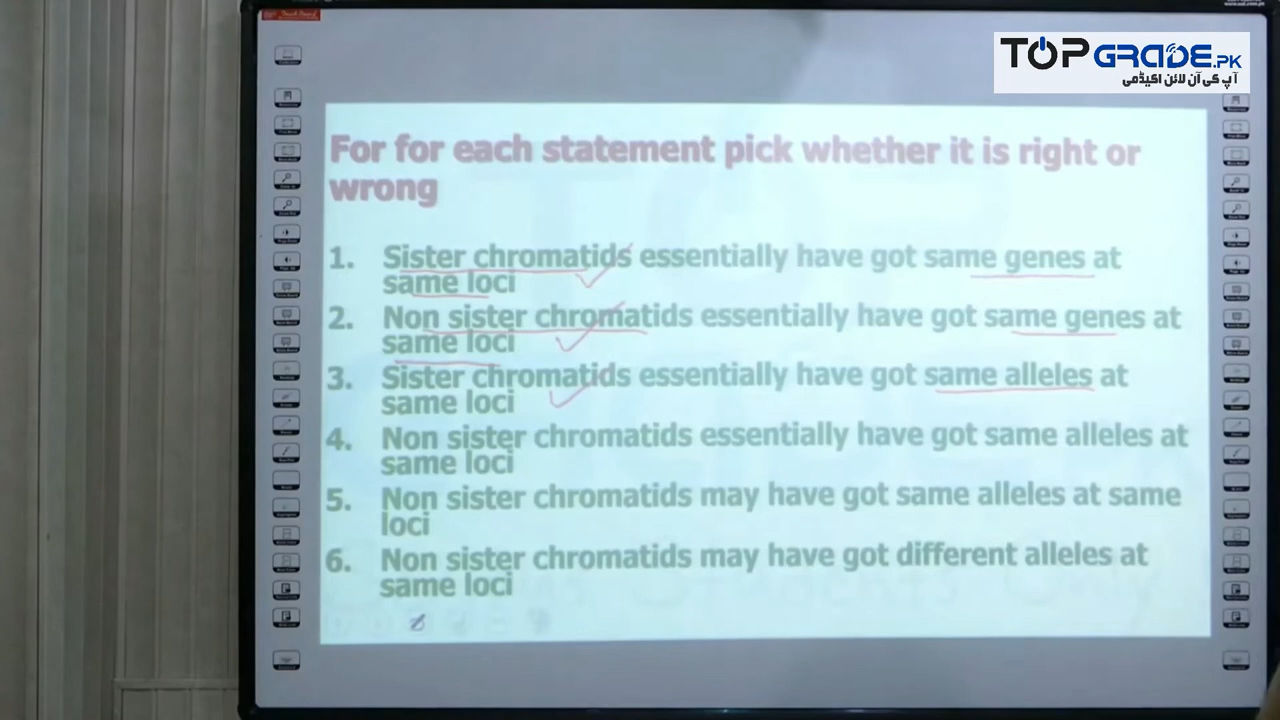 TOPGRADE.PK
آپ کی آن لائن اکیڈمی
For for each statement pick whether it is right or
wrong
1. Sister chromatids essentially have got same genes at
same loci
2. Non sister chromatids essentially have got same genes at
same loci
3. Sister chromatids essentially have got same alleles at
same loci
4. Non sister chromatids essentially have got same alleles at
same loci
5. Non sister chromatids may have got same alleles at same
loci
6. Non sister chromatids may have got different alleles at
same loci